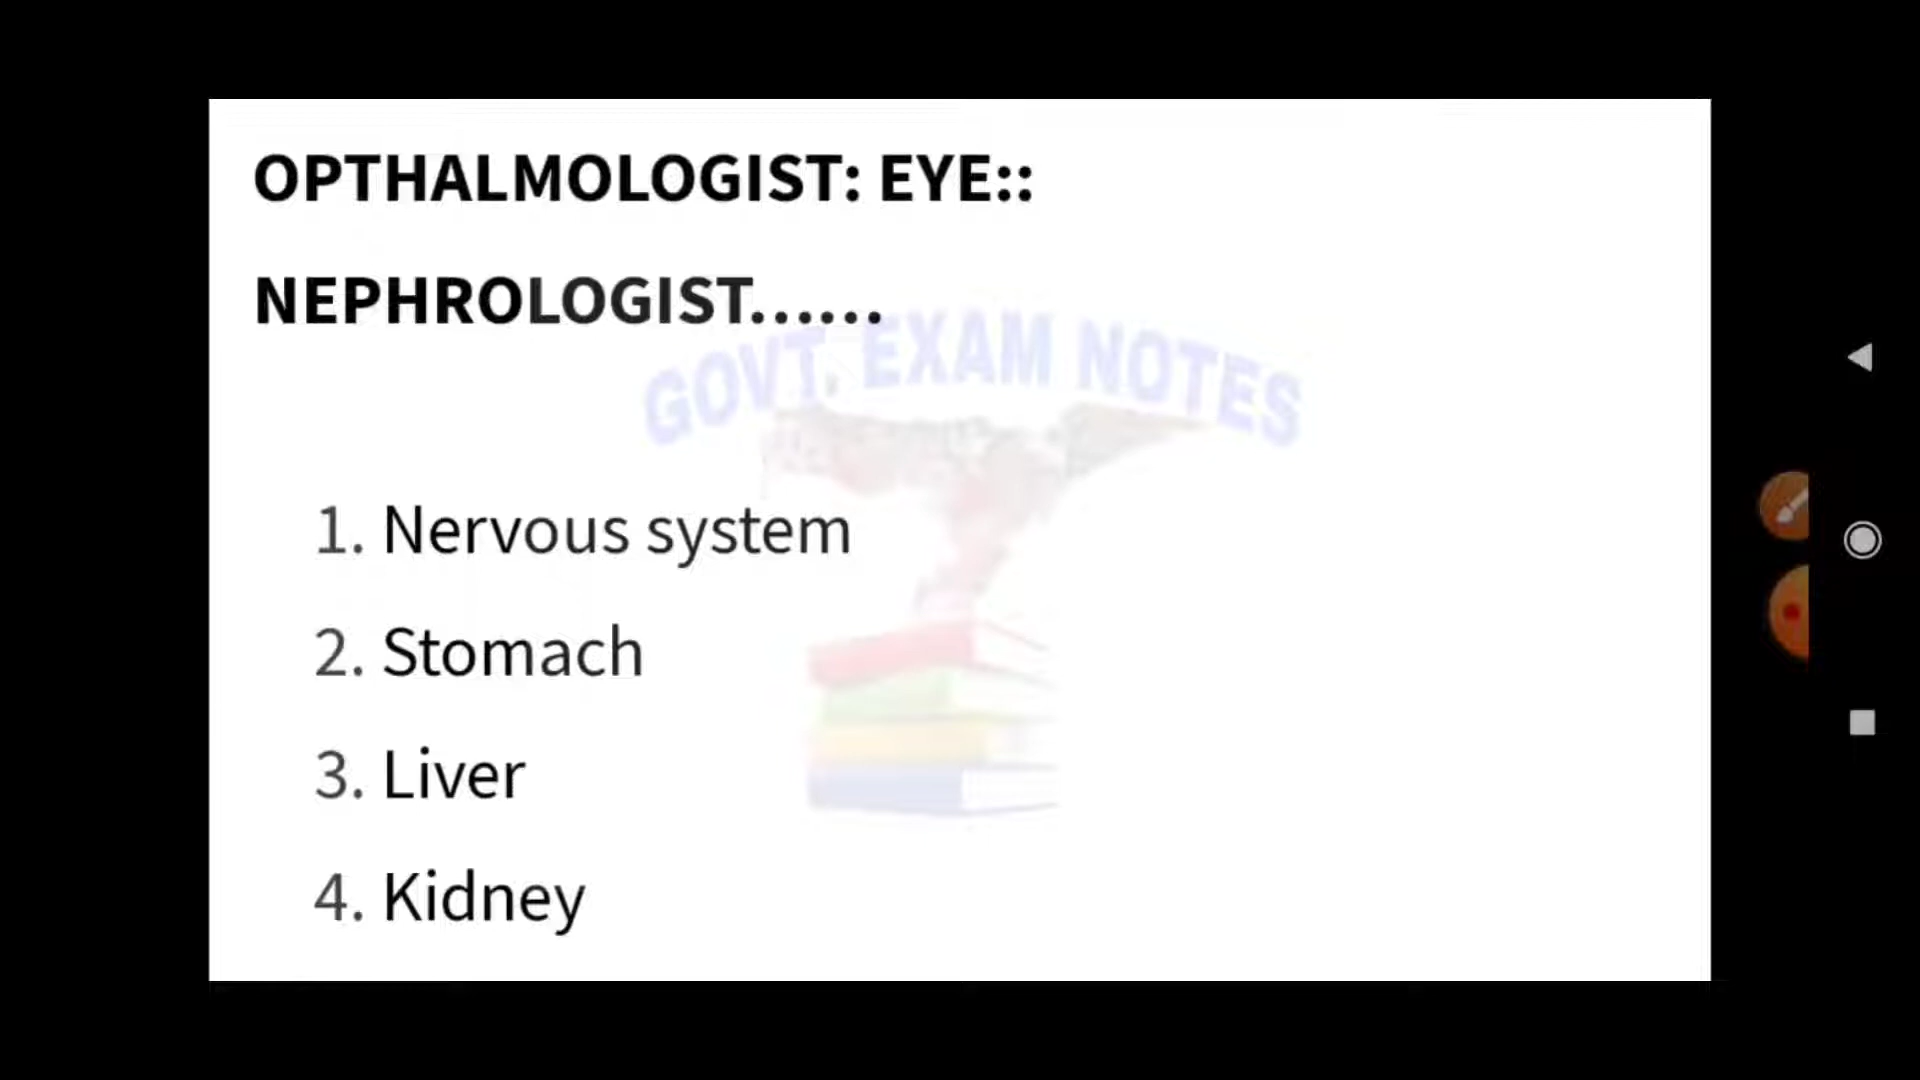 OPTHALMOLOGIST: EYE::
NEPHROLOGIST......
GOVT. EXAM NOTES
1. Nervous system
2. Stomach
3. Liver
4. Kidney